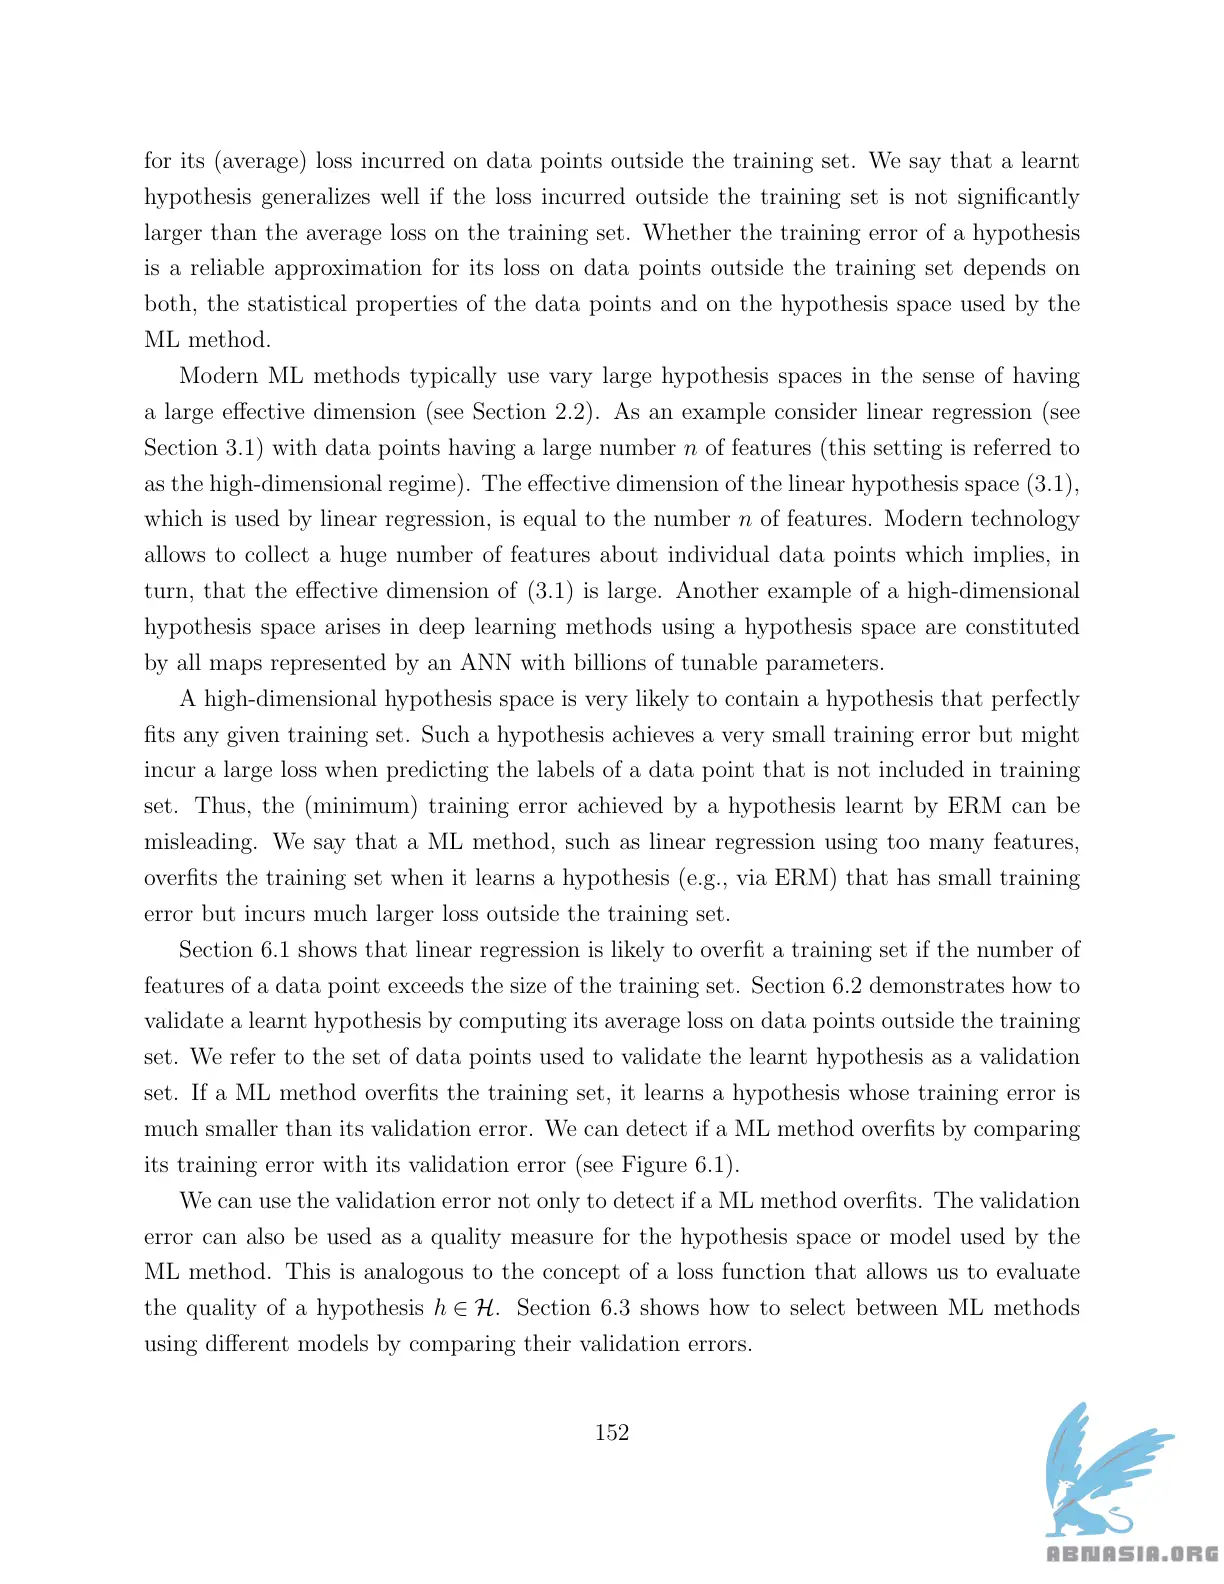 for its (average) loss incurred on data points outside the training set. We say that a learnt
hypothesis generalizes well if the loss incurred outside the training set is not significantly
larger than the average loss on the training set. Whether the training error of a hypothesis
is a reliable approximation for its loss on data points outside the training set depends on
both, the statistical properties of the data points and on the hypothesis space used by the
ML method.
Modern ML methods typically use vary large hypothesis spaces in the sense of having
a large effective dimension (see Section 2.2). As an example consider linear regression (see
Section 3.1) with data points having a large number n of features (this setting is referred to
as the high-dimensional regime). The effective dimension of the linear hypothesis space (3.1),
which is used by linear regression, is equal to the number n of features. Modern technology
allows to collect a huge number of features about individual data points which implies, in
turn, that the effective dimension of (3.1) is large. Another example of a high-dimensional
hypothesis space arises in deep learning methods using a hypothesis space are constituted
by all maps represented by an ANN with billions of tunable parameters.
A high-dimensional hypothesis space is very likely to contain a hypothesis that perfectly
fits any given training set. Such a hypothesis achieves a very small training error but might
incur a large loss when predicting the labels of a data point that is not included in training
set. Thus, the (minimum) training error achieved by a hypothesis learnt by ERM can be
misleading. We say that a ML method, such as linear regression using too many features,
overfits the training set when it learns a hypothesis (e.g., via ERM) that has small training
error but incurs much larger loss outside the training set.
Section 6.1 shows that linear regression is likely to overfit a training set if the number of
features of a data point exceeds the size of the training set. Section 6.2 demonstrates how to
validate a learnt hypothesis by computing its average loss on data points outside the training
set. We refer to the set of data points used to validate the learnt hypothesis as a validation
set. If a ML method overfits the training set, it learns a hypothesis whose training error is
much smaller than its validation error. We can detect if a ML method overfits by comparing
its training error with its validation error (see Figure 6.1).
We can use the validation error not only to detect if a ML method overfits. The validation
error can also be used as a quality measure for the hypothesis space or model used by the
ML method. This is analogous to the concept of a loss function that allows us to evaluate
the quality of a hypothesis h ∈ ℋ. Section 6.3 shows how to select between ML methods
using different models by comparing their validation errors.
152
ABNASIA.ORG